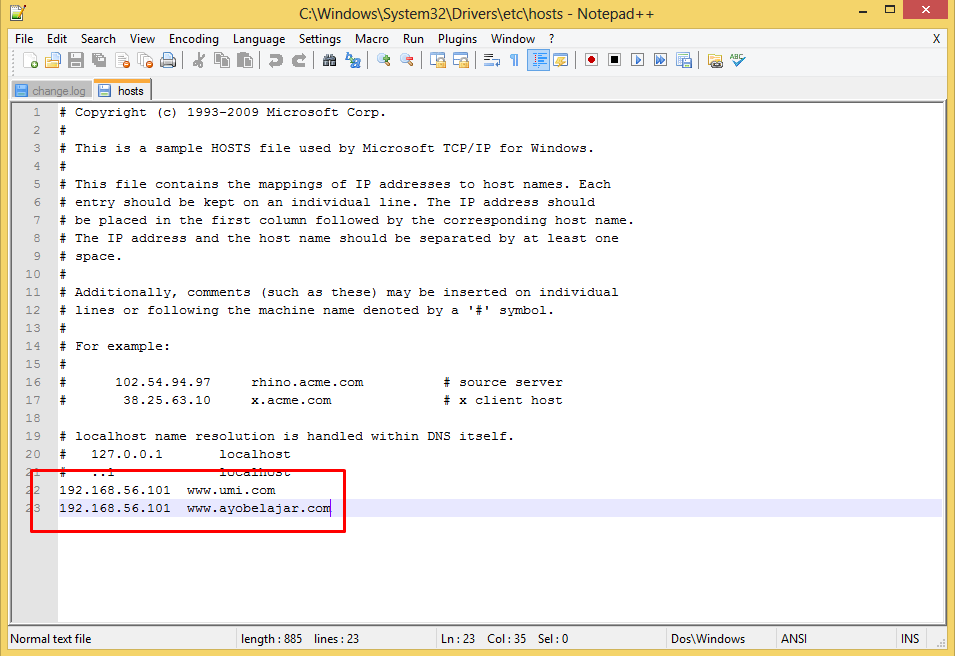 C:\Windows\System32\Drivers\etc\hosts - Notepad++
File Edit Search View Encoding Language Settings Macro Run Plugins Window ? X
change.log hosts
1 # Copyright (c) 1993-2009 Microsoft Corp.
2 #
3 # This is a sample HOSTS file used by Microsoft TCP/IP for Windows.
4 #
5 # This file contains the mappings of IP addresses to host names. Each
6 # entry should be kept on an individual line. The IP address should
7 # be placed in the first column followed by the corresponding host name.
8 # The IP address and the host name should be separated by at least one
9 # space.
10 #
11 # Additionally, comments (such as these) may be inserted on individual
12 # lines or following the machine name denoted by a '#' symbol.
13 #
14 # For example:
15 #
16 # 102.54.94.97 rhino.acme.com # source server
17 # 38.25.63.10 x.acme.com # x client host
18
19 # localhost name resolution is handled within DNS itself.
20 # 127.0.0.1 localhost
21 # ::1 localhost
22 192.168.56.101 www.umi.com
23 192.168.56.101 www.ayobelajar.com
Normal text file length : 885 lines : 23 Ln : 23 Col : 35 Sel : 0 Dos\Windows ANSI INS